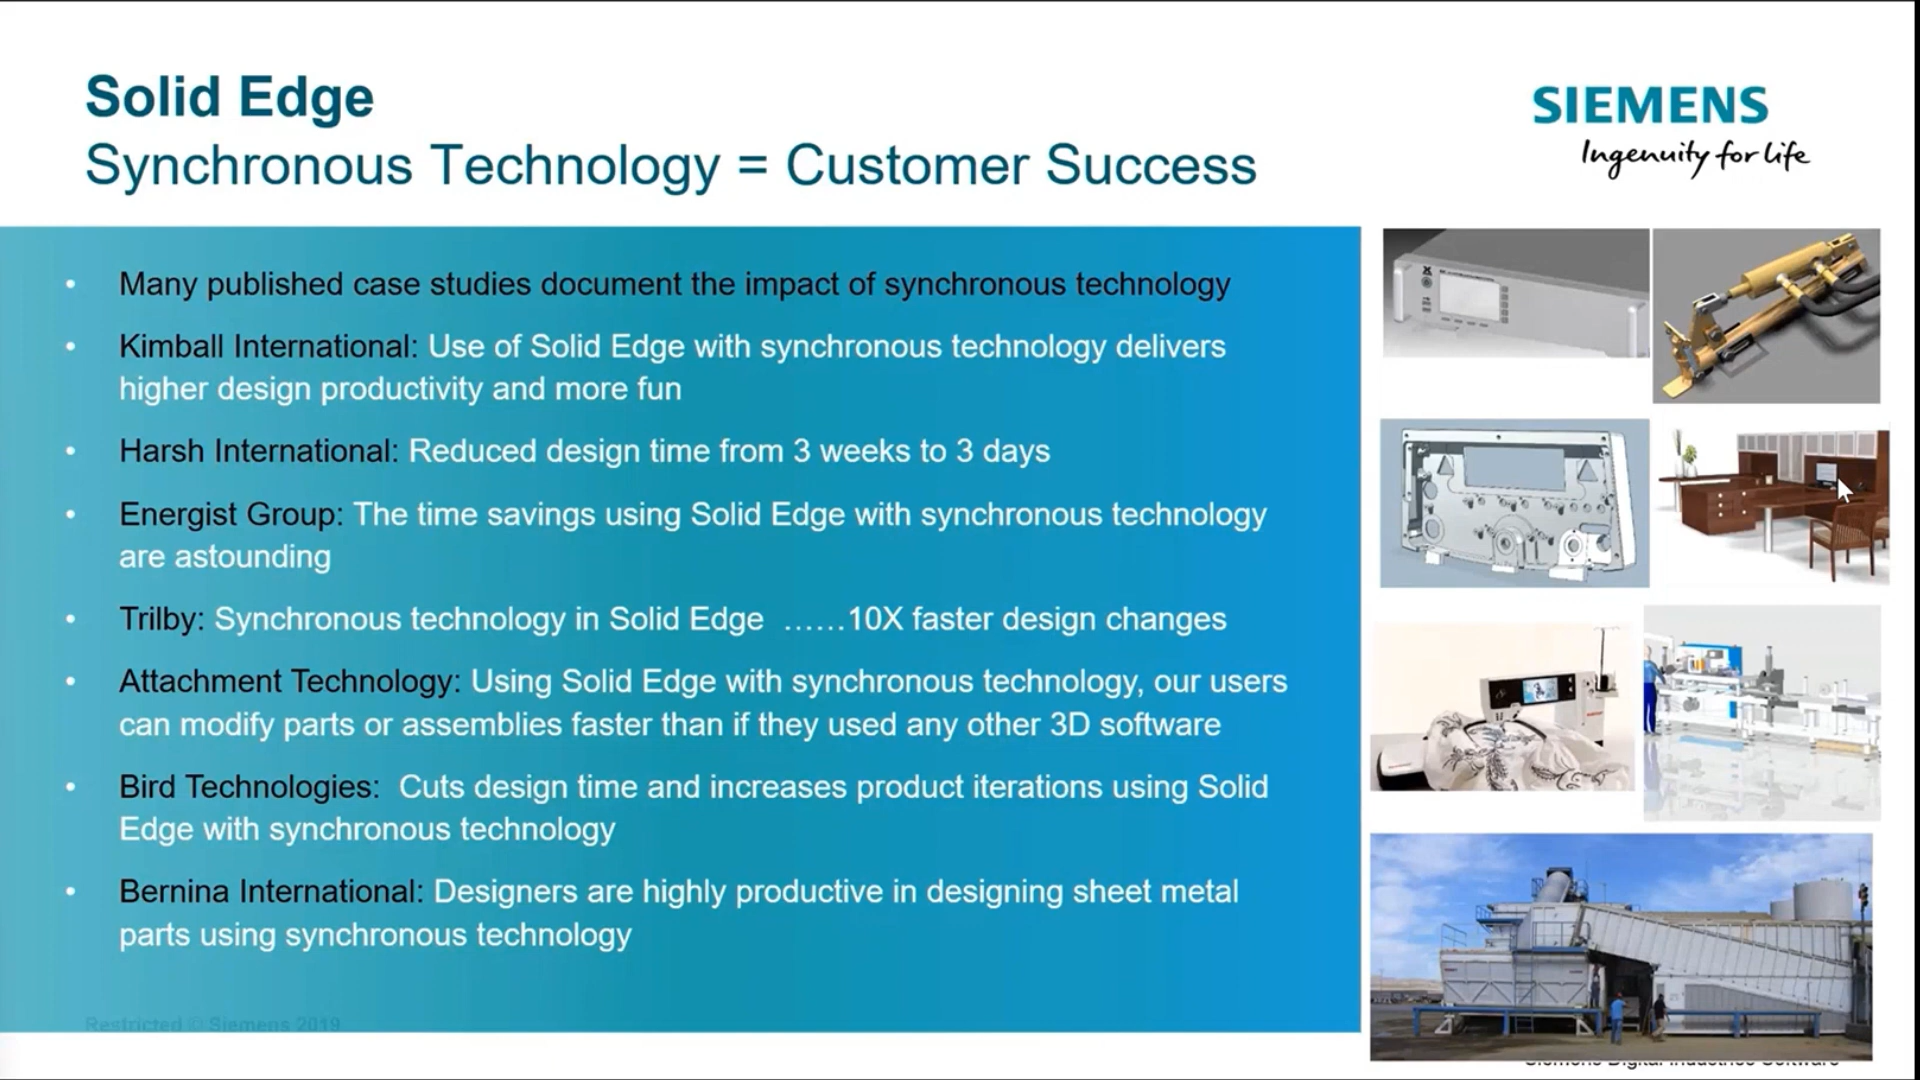 Solid Edge
Synchronous Technology = Customer Success
SIEMENS
Ingenuity for life
• Many published case studies document the impact of synchronous technology
• Kimball International: Use of Solid Edge with synchronous technology delivers
higher design productivity and more fun
• Harsh International: Reduced design time from 3 weeks to 3 days
• Energist Group: The time savings using Solid Edge with synchronous technology
are astounding
• Trilby: Synchronous technology in Solid Edge ......10X faster design changes
• Attachment Technology: Using Solid Edge with synchronous technology, our users
can modify parts or assemblies faster than if they used any other 3D software
• Bird Technologies: Cuts design time and increases product iterations using Solid
Edge with synchronous technology
• Bernina International: Designers are highly productive in designing sheet metal
parts using synchronous technology
Restricted © Siemens 2019
Siemens Digital Industries Software